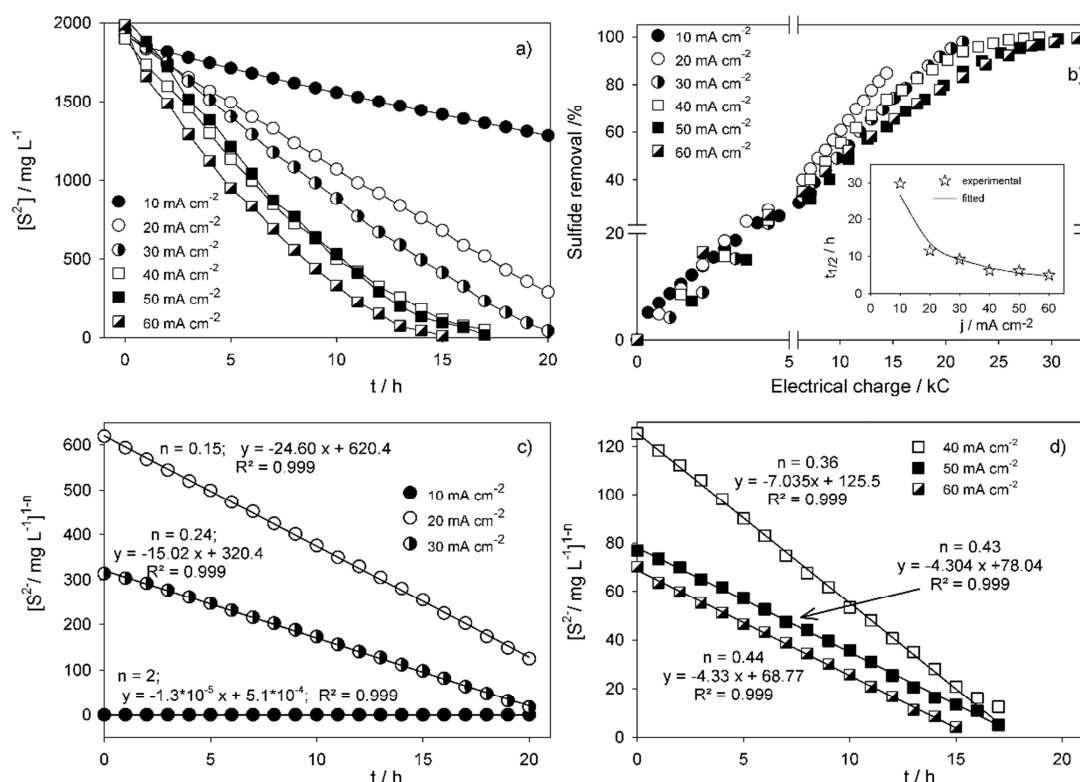 a)
2000
1500
1000
500
0
[S²⁻] / mg L⁻¹
10 mA cm⁻²
20 mA cm⁻²
30 mA cm⁻²
40 mA cm⁻²
50 mA cm⁻²
60 mA cm⁻²
0 5 10 15 20
t / h
b)
100
80
60
40
20
20
0
Sulfide removal /%
10 mA cm⁻²
20 mA cm⁻²
30 mA cm⁻²
40 mA cm⁻²
50 mA cm⁻²
60 mA cm⁻²
30
20
10
0
t1/2 / h
experimental
fitted
0 10 20 30 40 50 60
j / mA cm⁻²
0 5 10 15 20 25 30
Electrical charge / kC
c)
600
500
400
300
200
100
0
[S²⁻/ mg L⁻¹]¹⁻ⁿ
n = 0.15; y = -24.60 x + 620.4
R² = 0.999
10 mA cm⁻²
20 mA cm⁻²
30 mA cm⁻²
n = 0.24;
y = -15.02 x + 320.4
R² = 0.999
n = 2;
y = -1.3*10⁻⁵ x + 5.1*10⁻⁴; R² = 0.999
0 5 10 15 20
t / h
d)
120
100
80
60
40
20
0
[S²⁻/ mg L⁻¹]¹⁻ⁿ
40 mA cm⁻²
50 mA cm⁻²
60 mA cm⁻²
n = 0.36
y = -7.035x + 125.5
R² = 0.999
n = 0.43
y = -4.304 x +78.04
R² = 0.999
n = 0.44
y = -4.33 x + 68.77
R² = 0.999
0 5 10 15 20
t / h